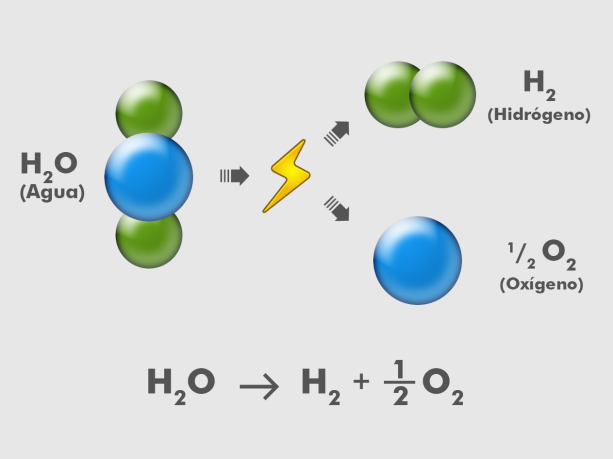 H₂O
(Agua)
H₂
(Hidrógeno)
¹/₂ O₂
(Oxígeno)
H₂O → H₂ + 1/2 O₂